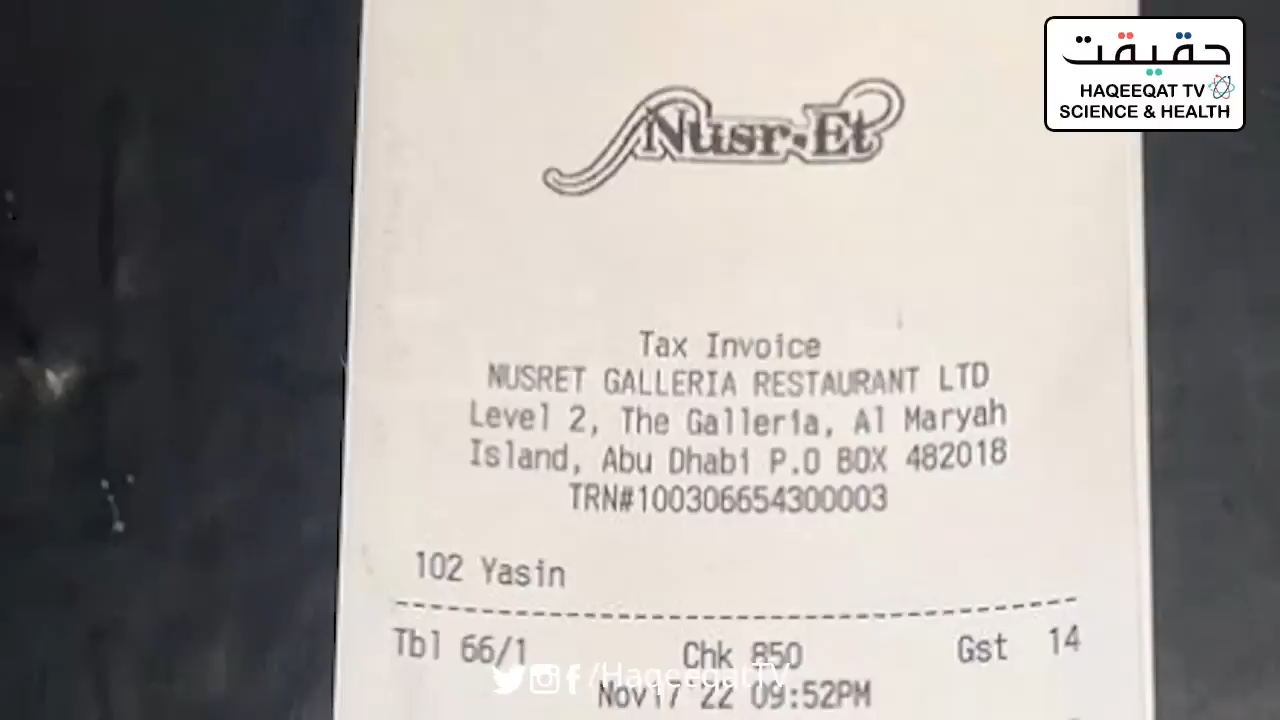 حقیقت
HAQEEQAT TV
SCIENCE & HEALTH
Nusr-Et
Tax Invoice
NUSRET GALLERIA RESTAURANT LTD
Level 2, The Galleria, Al Maryah
Island, Abu Dhabi P.O BOX 482018
TRN#100306654300003
102 Yasin
Tbl 66/1 Chk 850 Gst 14
/HaqeeqatTV
Nov17'22 09:52PM